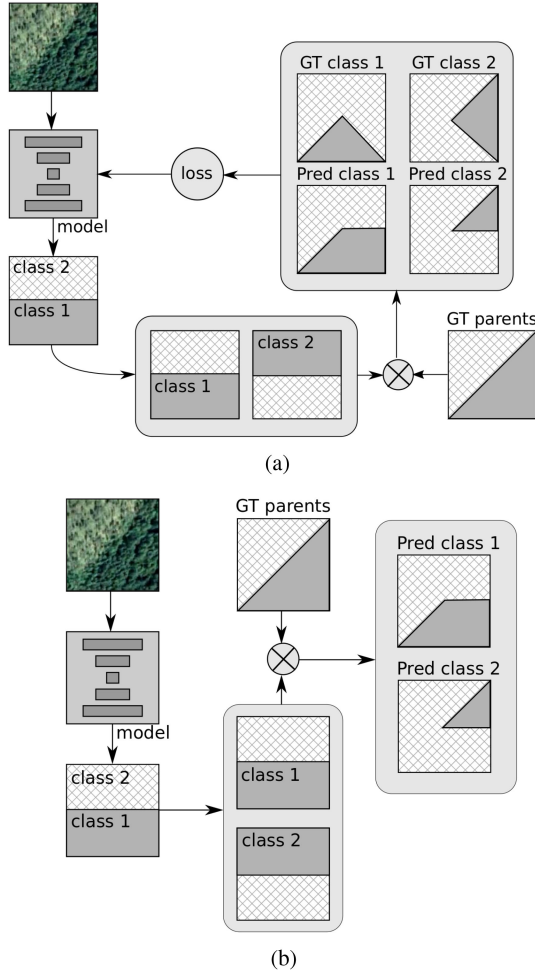 GT class 1 GT class 2
loss
Pred class 1 Pred class 2
model
class 2
class 1
GT parents
class 2
class 1
(a)
GT parents
Pred class 1
Pred class 2
model
class 2
class 1
class 1
class 2
(b)